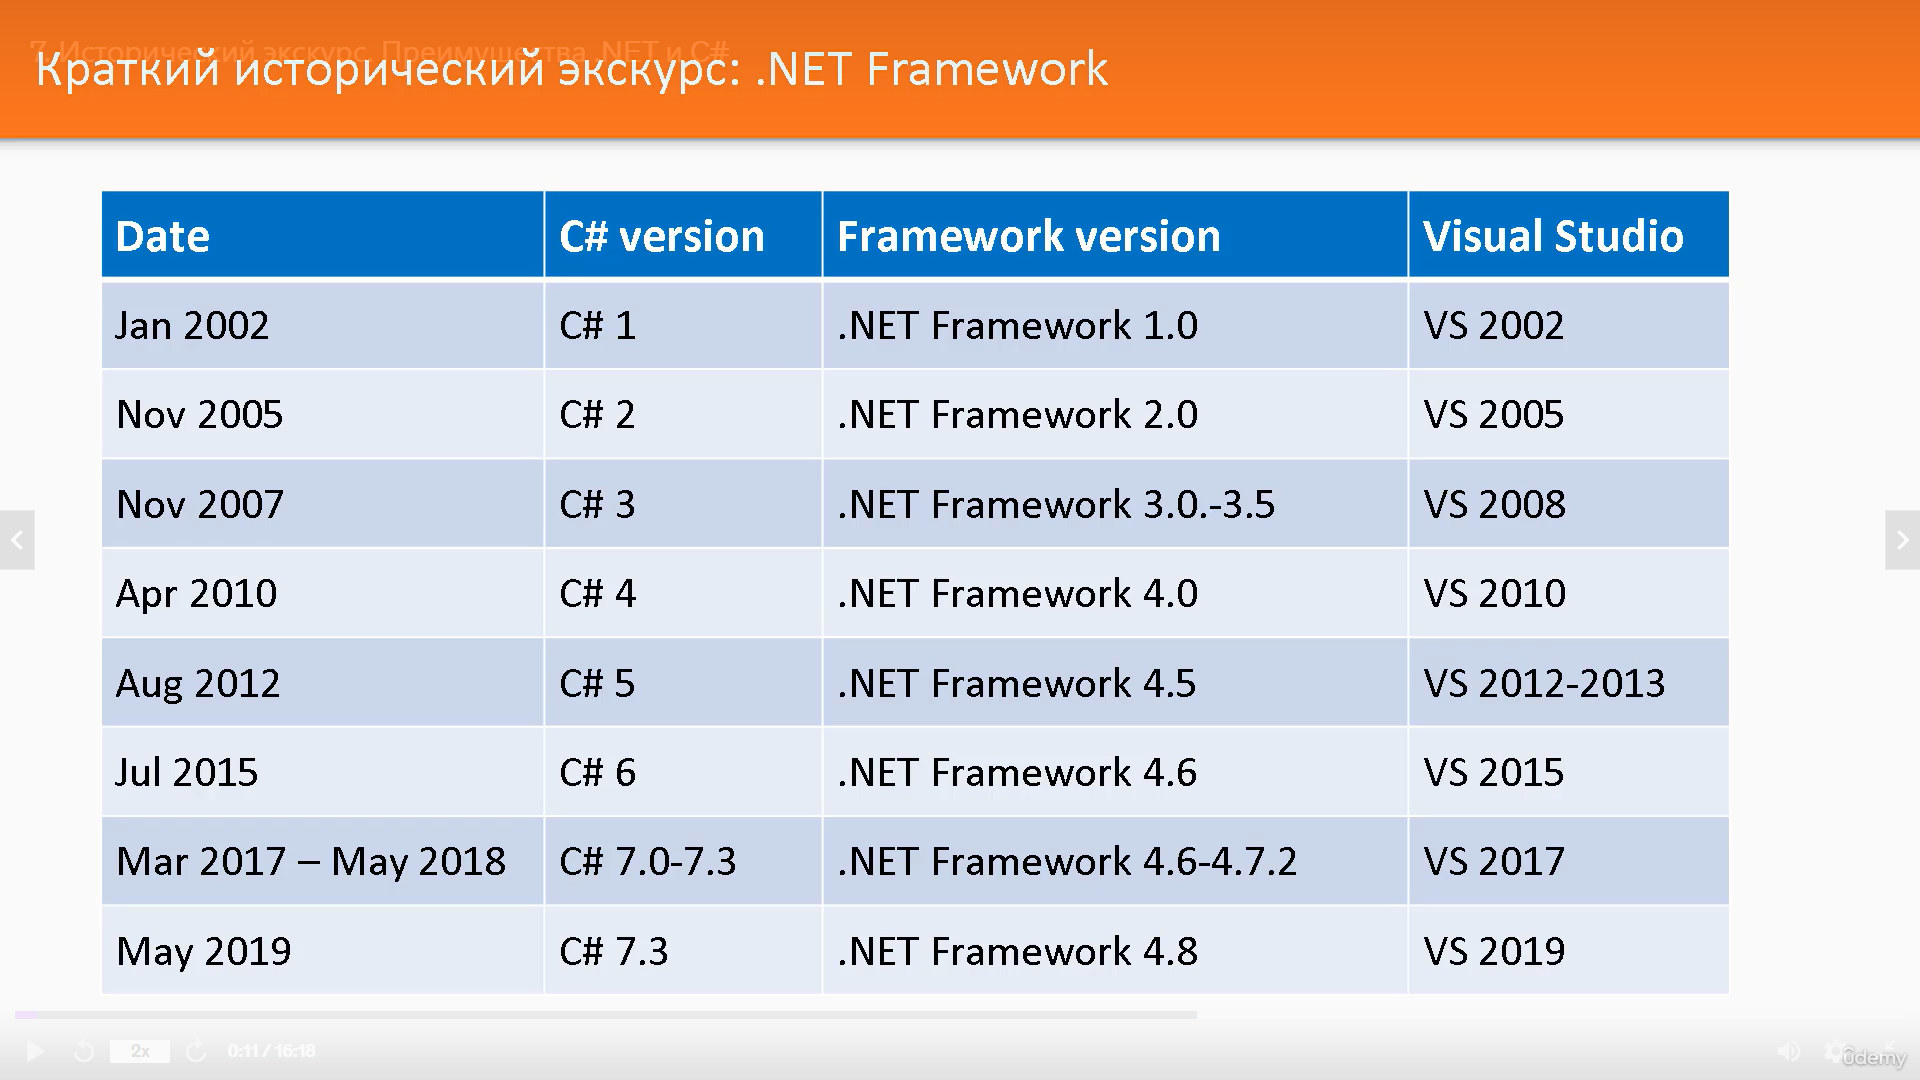 7. Исторический экскурс. Преимущества .NET и C#
Краткий исторический экскурс: .NET Framework
Date C# version Framework version Visual Studio
Jan 2002 C# 1 .NET Framework 1.0 VS 2002
Nov 2005 C# 2 .NET Framework 2.0 VS 2005
Nov 2007 C# 3 .NET Framework 3.0.-3.5 VS 2008
Apr 2010 C# 4 .NET Framework 4.0 VS 2010
Aug 2012 C# 5 .NET Framework 4.5 VS 2012-2013
Jul 2015 C# 6 .NET Framework 4.6 VS 2015
Mar 2017 – May 2018 C# 7.0-7.3 .NET Framework 4.6-4.7.2 VS 2017
May 2019 C# 7.3 .NET Framework 4.8 VS 2019
2x 0:11 / 15:18
ûdemy